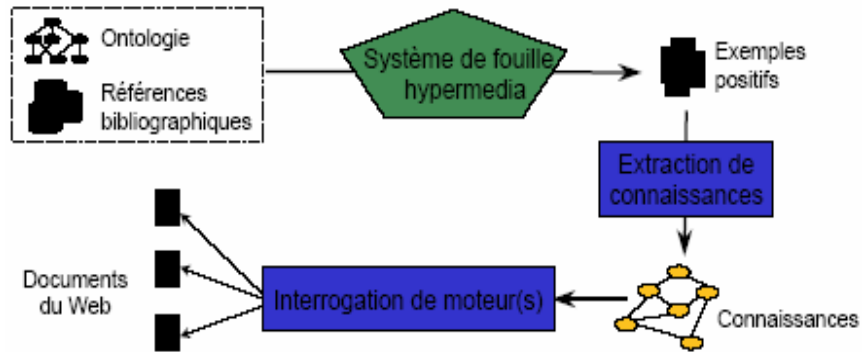 Ontologie
Références
bibliographiques
Système de fouille
hypermedia
Exemples
positifs
Extraction de
connaissances
Connaissances
Interrogation de moteur(s)
Documents
du Web